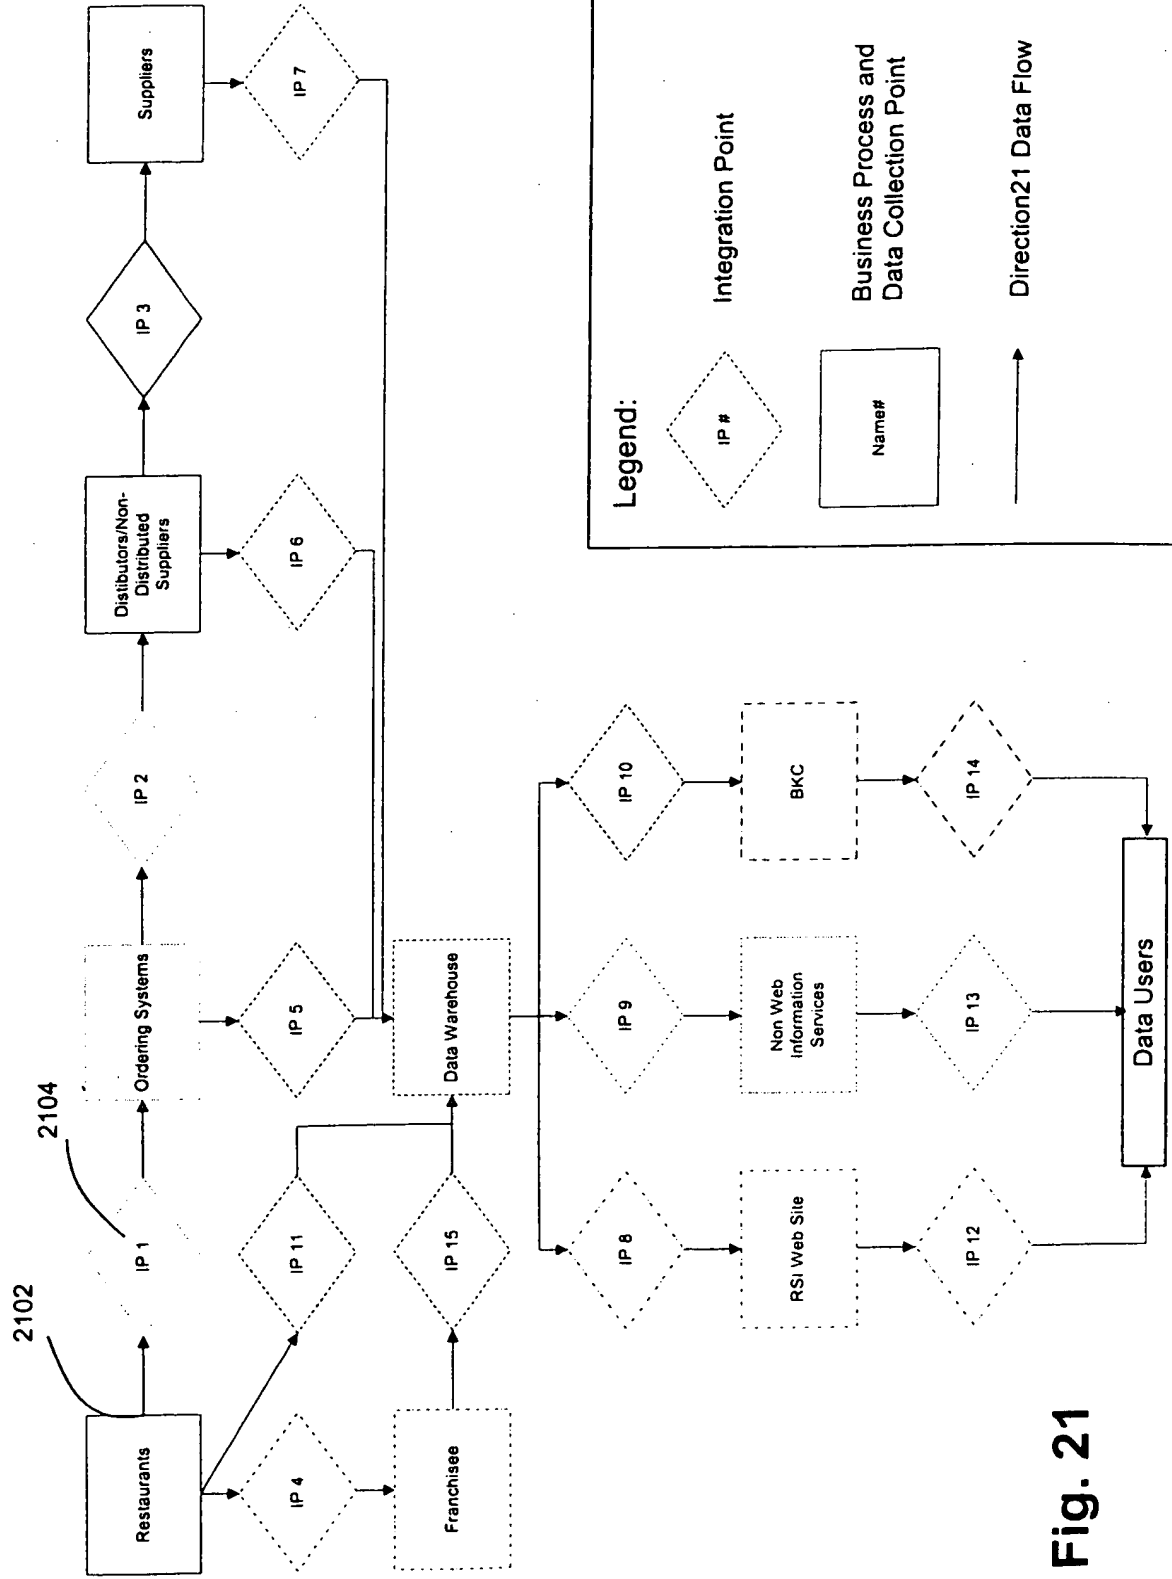 2102
2104
Restaurants
IP 1
Ordering Systems
IP 2
Distibutors/Non-
Distributed
Suppliers
IP 3
Suppliers
IP 4
IP 11
IP 5
IP 6
IP 7
Franchisee
IP 15
Data Warehouse
IP 8
IP 9
IP 10
RSI Web Site
Non Web
Information
Services
BKC
IP 12
IP 13
IP 14
Data Users
Legend:
IP #
Integration Point
Name#
Business Process and
Data Collection Point
Direction21 Data Flow
Fig. 21